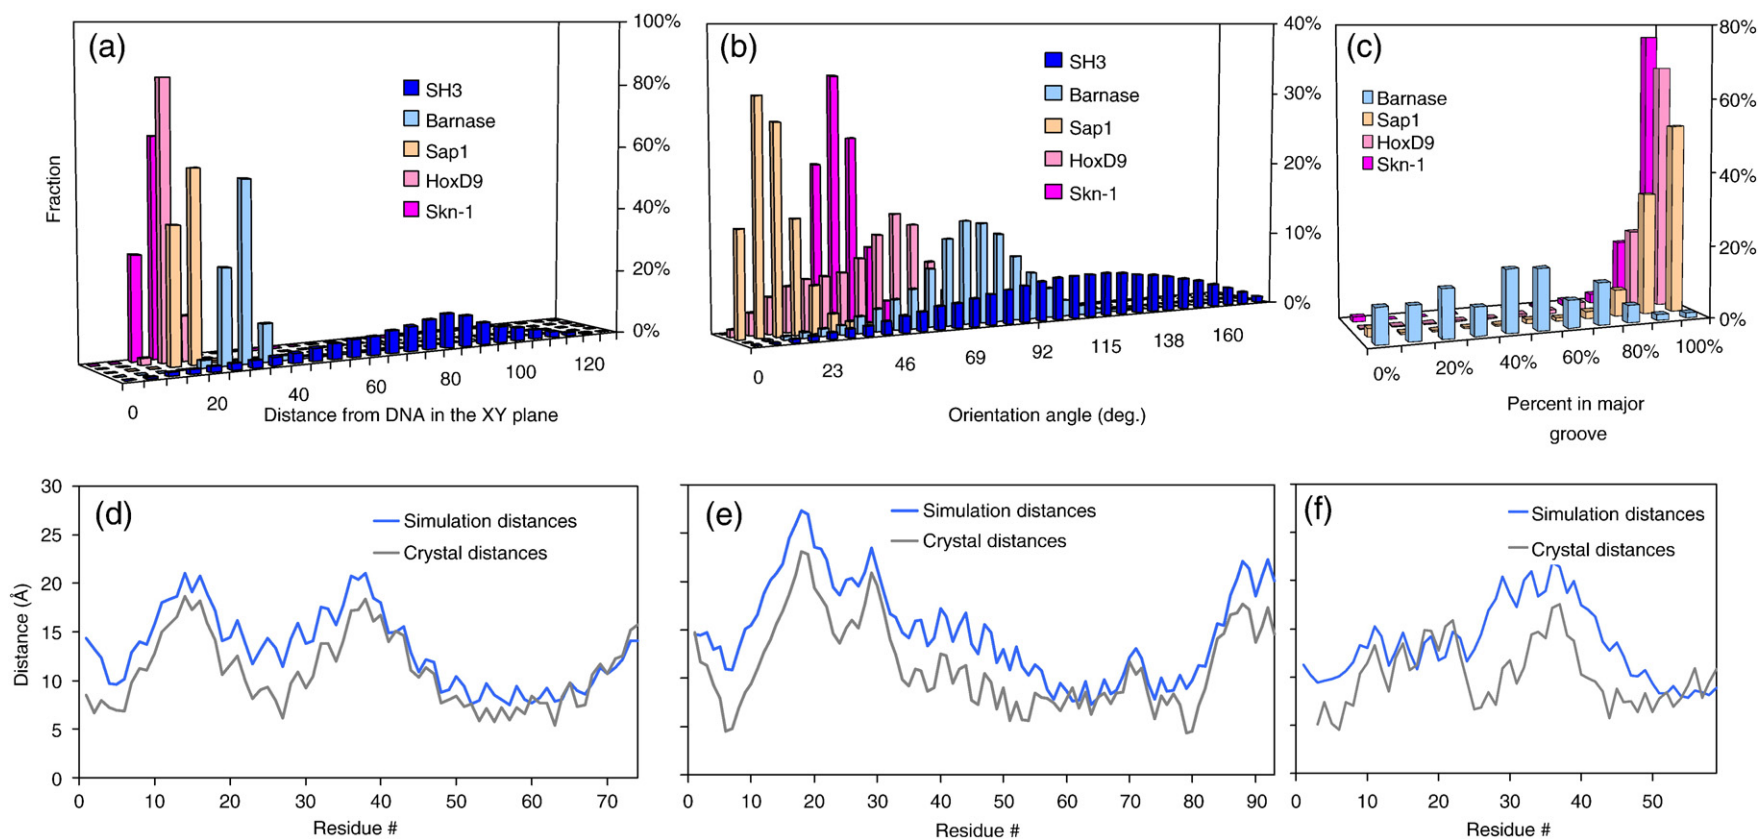 (a)
100%
80%
60%
40%
20%
0%
Fraction
SH3
Barnase
Sap1
HoxD9
Skn-1
0
20
40
60
80
100
120
Distance from DNA in the XY plane
(b)
40%
30%
20%
10%
0%
SH3
Barnase
Sap1
HoxD9
Skn-1
0
23
46
69
92
115
138
160
Orientation angle (deg.)
(c)
80%
60%
40%
20%
0%
Barnase
Sap1
HoxD9
Skn-1
0%
20%
40%
60%
80%
100%
Percent in major
groove
(d)
30
25
20
15
10
5
0
Distance (Å)
Simulation distances
Crystal distances
0 10 20 30 40 50 60 70
Residue #
(e)
Simulation distances
Crystal distances
0 10 20 30 40 50 60 70 80 90
Residue #
(f)
Simulation distances
Crystal distances
0 10 20 30 40 50
Residue #